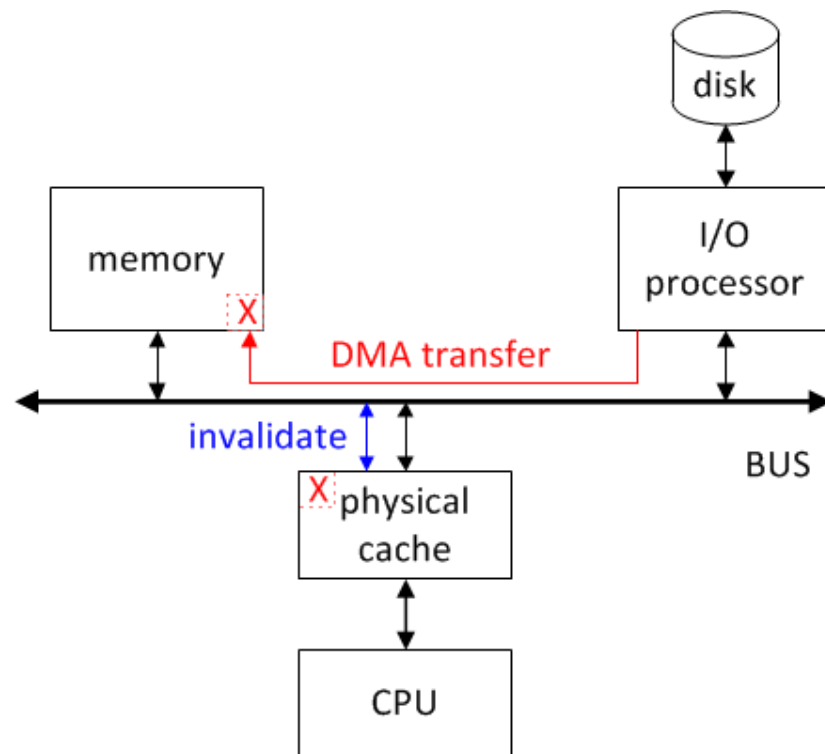 disk
memory
I/O
processor
X
DMA transfer
invalidate
BUS
X
physical
cache
CPU